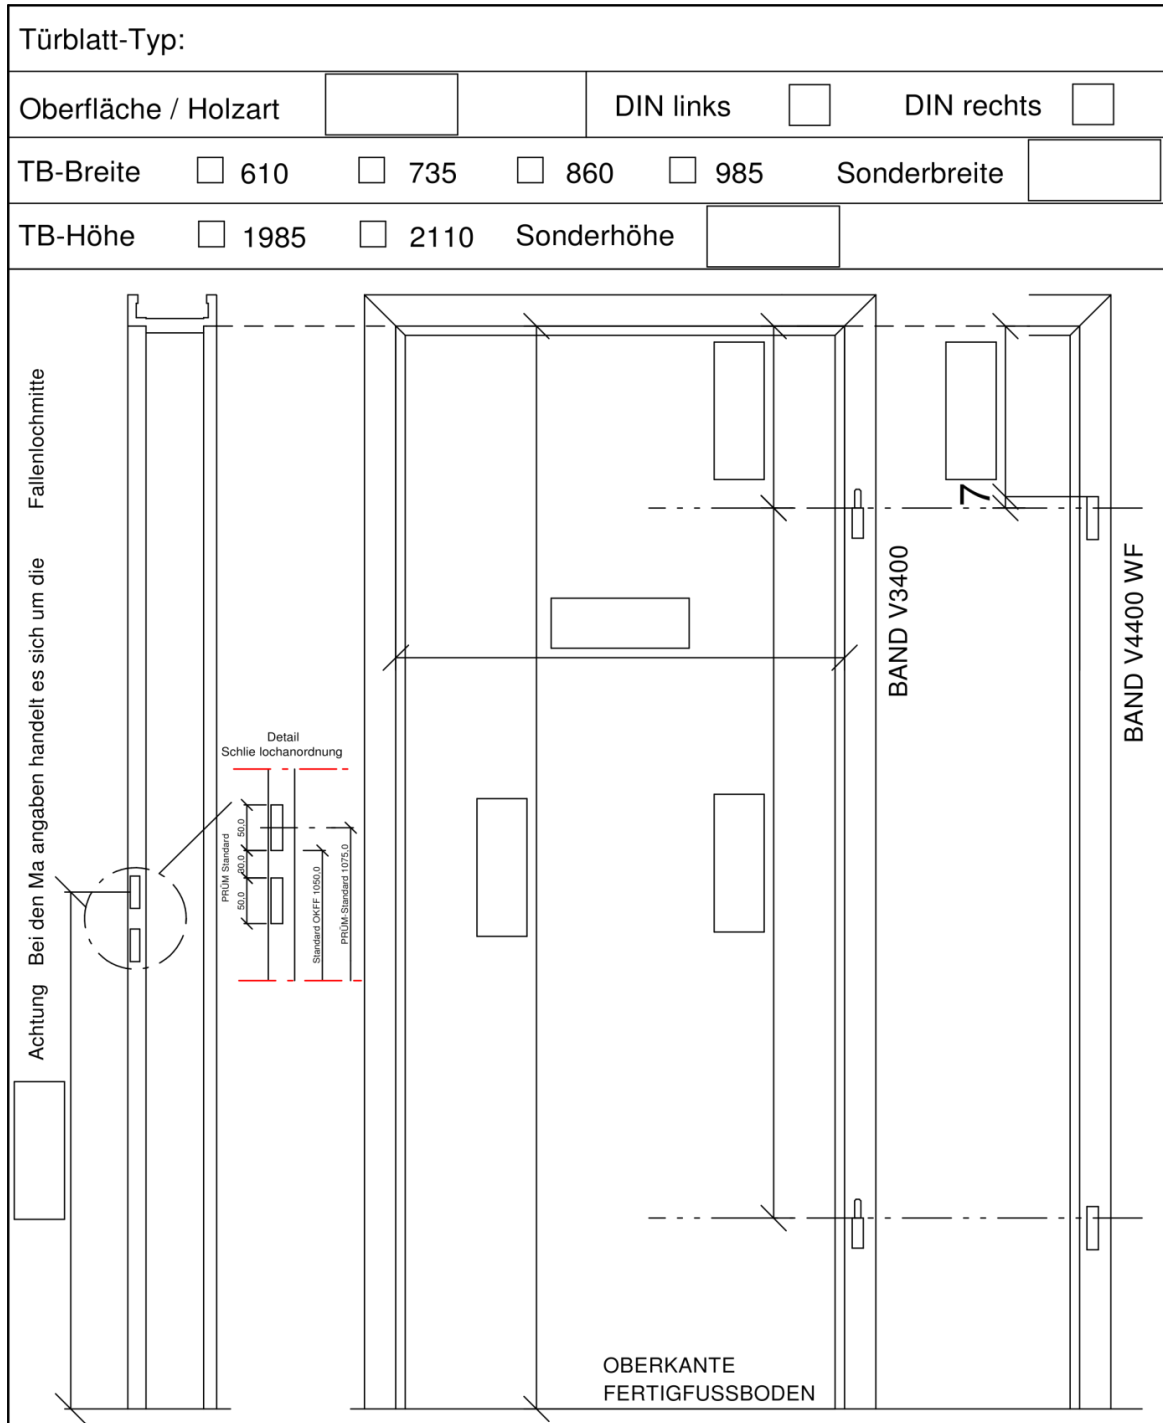 Türblatt-Typ:
Oberfläche / Holzart
DIN links
DIN rechts
TB-Breite
610
735
860
985
Sonderbreite
TB-Höhe
1985
2110
Sonderhöhe
Achtung Bei den Ma angaben handelt es sich um die Fallenlochmitte
Detail
Schlie lochanordnung
PRÜM Standard
50,0
30,0
50,0
Standard OKFF 1050,0
PRÜM-Standard 1075,0
7
BAND V3400
BAND V4400 WF
OBERKANTE
FERTIGFUSSBODEN